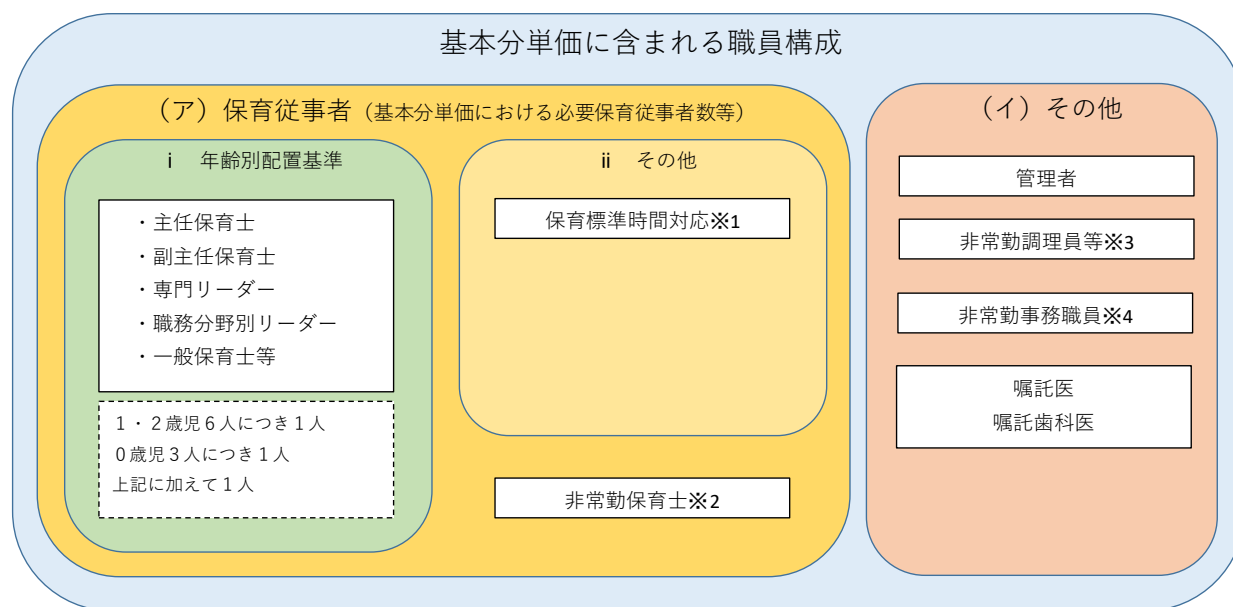 基本分単価に含まれる職員構成
(ア)保育従事者(基本分単価における必要保育従事者数等)
ⅰ 年齢別配置基準
・主任保育士
・副主任保育士
・専門リーダー
・職務分野別リーダー
・一般保育士等
1・2歳児6人につき1人
0歳児3人につき1人
上記に加えて1人
ⅱ その他
保育標準時間対応※1
非常勤保育士※2
(イ)その他
管理者
非常勤調理員等※3
非常勤事務職員※4
嘱託医
嘱託歯科医